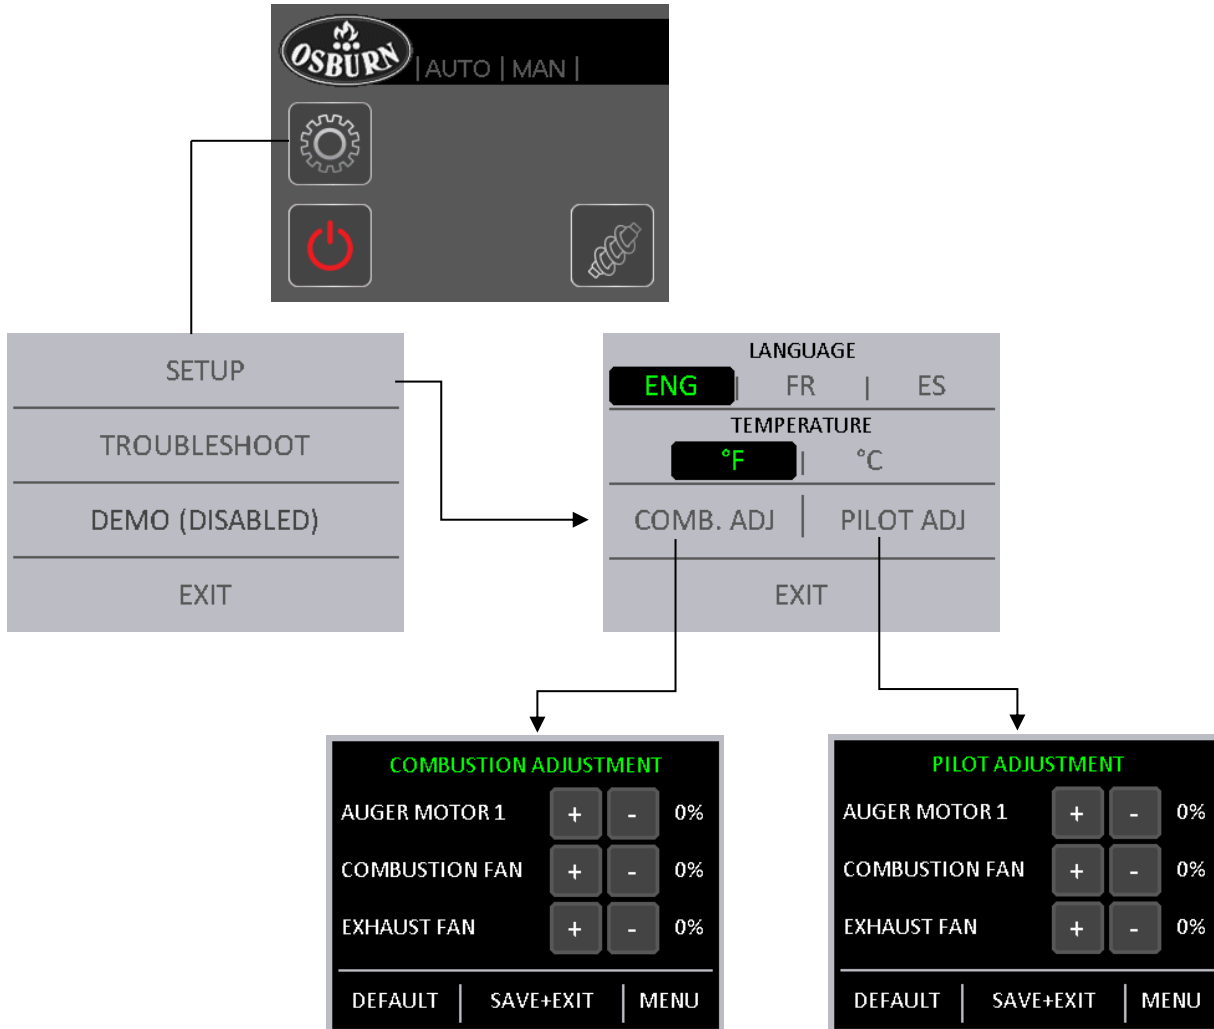 OSBURN
| AUTO | MAN |
SETUP
TROUBLESHOOT
DEMO (DISABLED)
EXIT
LANGUAGE
ENG | FR | ES
TEMPERATURE
°F | °C
COMB. ADJ | PILOT ADJ
EXIT
COMBUSTION ADJUSTMENT
AUGER MOTOR 1 + - 0%
COMBUSTION FAN + - 0%
EXHAUST FAN + - 0%
DEFAULT | SAVE+EXIT | MENU
PILOT ADJUSTMENT
AUGER MOTOR 1 + - 0%
COMBUSTION FAN + - 0%
EXHAUST FAN + - 0%
DEFAULT | SAVE+EXIT | MENU